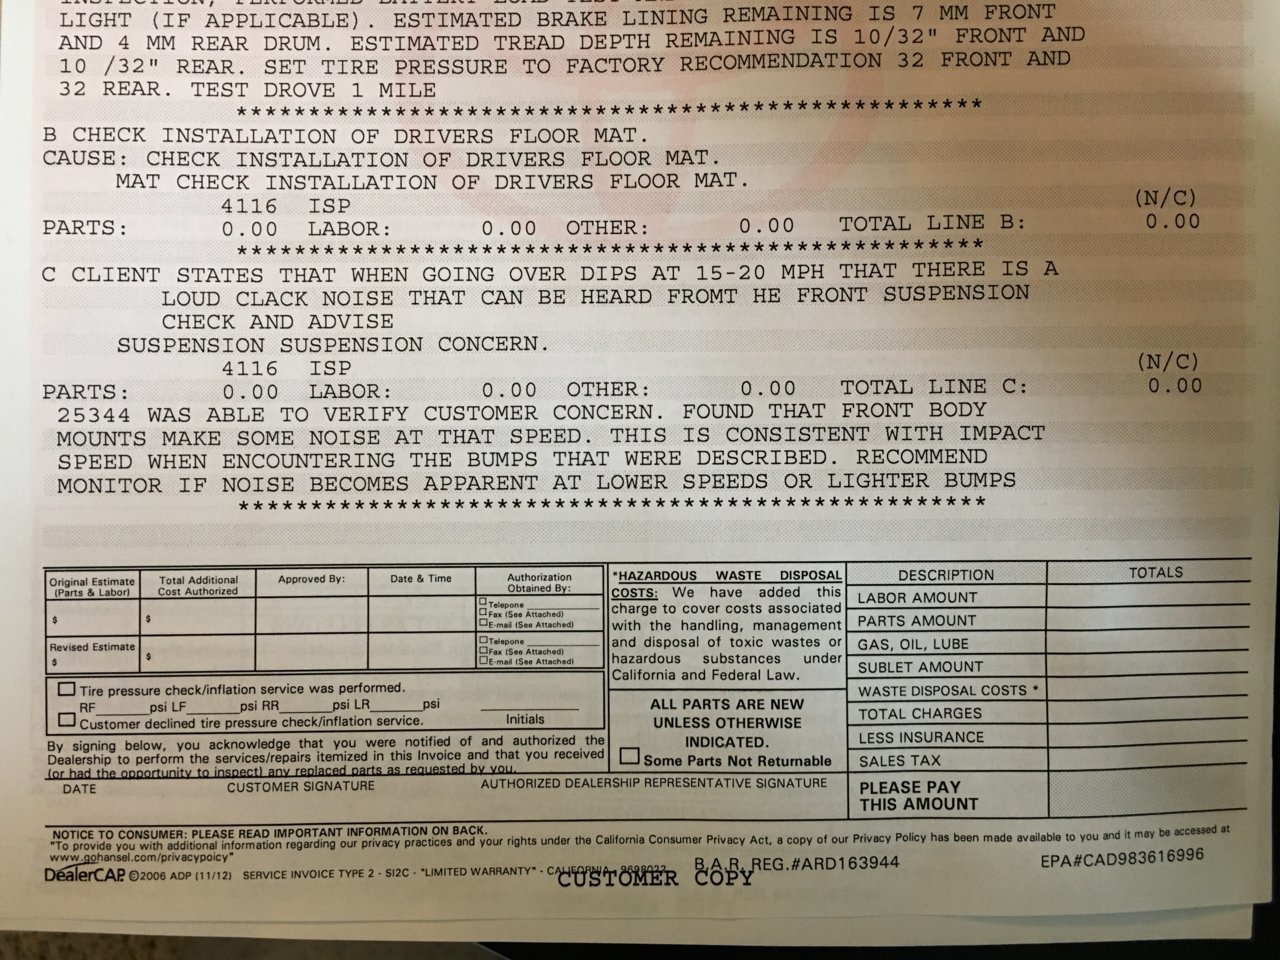 LIGHT (IF APPLICABLE). ESTIMATED BRAKE LINING REMAINING IS 7 MM FRONT
AND 4 MM REAR DRUM. ESTIMATED TREAD DEPTH REMAINING IS 10/32" FRONT AND
10 /32" REAR. SET TIRE PRESSURE TO FACTORY RECOMMENDATION 32 FRONT AND
32 REAR. TEST DROVE 1 MILE
****************************************************
B CHECK INSTALLATION OF DRIVERS FLOOR MAT.
CAUSE: CHECK INSTALLATION OF DRIVERS FLOOR MAT.
MAT CHECK INSTALLATION OF DRIVERS FLOOR MAT.
4116 ISP (N/C)
PARTS: 0.00 LABOR: 0.00 OTHER: 0.00 TOTAL LINE B: 0.00
****************************************************
C CLIENT STATES THAT WHEN GOING OVER DIPS AT 15-20 MPH THAT THERE IS A
LOUD CLACK NOISE THAT CAN BE HEARD FROMT HE FRONT SUSPENSION
CHECK AND ADVISE
SUSPENSION SUSPENSION CONCERN.
4116 ISP (N/C)
PARTS: 0.00 LABOR: 0.00 OTHER: 0.00 TOTAL LINE C: 0.00
25344 WAS ABLE TO VERIFY CUSTOMER CONCERN. FOUND THAT FRONT BODY
MOUNTS MAKE SOME NOISE AT THAT SPEED. THIS IS CONSISTENT WITH IMPACT
SPEED WHEN ENCOUNTERING THE BUMPS THAT WERE DESCRIBED. RECOMMEND
MONITOR IF NOISE BECOMES APPARENT AT LOWER SPEEDS OR LIGHTER BUMPS
****************************************************
Original Estimate (Parts & Labor)
$
Total Additional Cost Authorized
$
Approved By:
Date & Time
Authorization Obtained By:
Telepone
Fax (See Attached)
E-mail (See Attached)
Revised Estimate
$
$
Telepone
Fax (See Attached)
E-mail (See Attached)
Tire pressure check/inflation service was performed.
RF______psi LF______psi RR______psi LR______psi
Customer declined tire pressure check/inflation service.
Initials
By signing below, you acknowledge that you were notified of and authorized the
Dealership to perform the services/repairs itemized in this Invoice and that you received
(or had the opportunity to inspect) any replaced parts as requested by you.
*HAZARDOUS WASTE DISPOSAL
COSTS: We have added this
charge to cover costs associated
with the handling, management
and disposal of toxic wastes or
hazardous substances under
California and Federal Law.
ALL PARTS ARE NEW
UNLESS OTHERWISE
INDICATED.
Some Parts Not Returnable
DESCRIPTION TOTALS
LABOR AMOUNT
PARTS AMOUNT
GAS, OIL, LUBE
SUBLET AMOUNT
WASTE DISPOSAL COSTS *
TOTAL CHARGES
LESS INSURANCE
SALES TAX
PLEASE PAY
THIS AMOUNT
DATE CUSTOMER SIGNATURE AUTHORIZED DEALERSHIP REPRESENTATIVE SIGNATURE
NOTICE TO CONSUMER: PLEASE READ IMPORTANT INFORMATION ON BACK.
"To provide you with additional information regarding our privacy practices and your rights under the California Consumer Privacy Act, a copy of our Privacy Policy has been made available to you and it may be accessed at
www.gohansel.com/privacypoicy"
DealerCAP. ©2006 ADP (11/12) SERVICE INVOICE TYPE 2 - SI2C - "LIMITED WARRANTY" - CALIFORNIA B.A.R. REG.#ARD163944 EPA#CAD983616996
CUSTOMER COPY